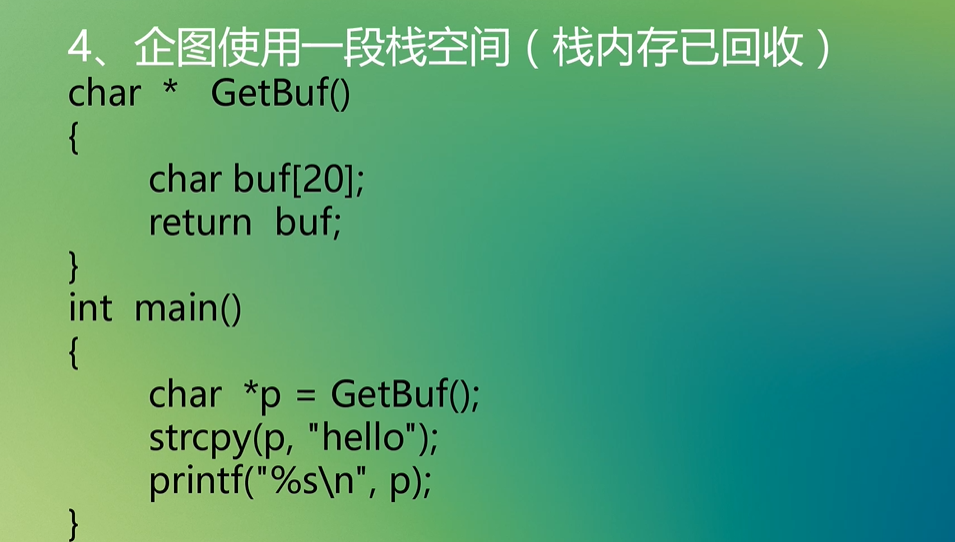 4、企图使用一段栈空间（栈内存已回收）
char * GetBuf()
{
char buf[20];
return buf;
}
int main()
{
char *p = GetBuf();
strcpy(p, "hello");
printf("%s\n", p);
}